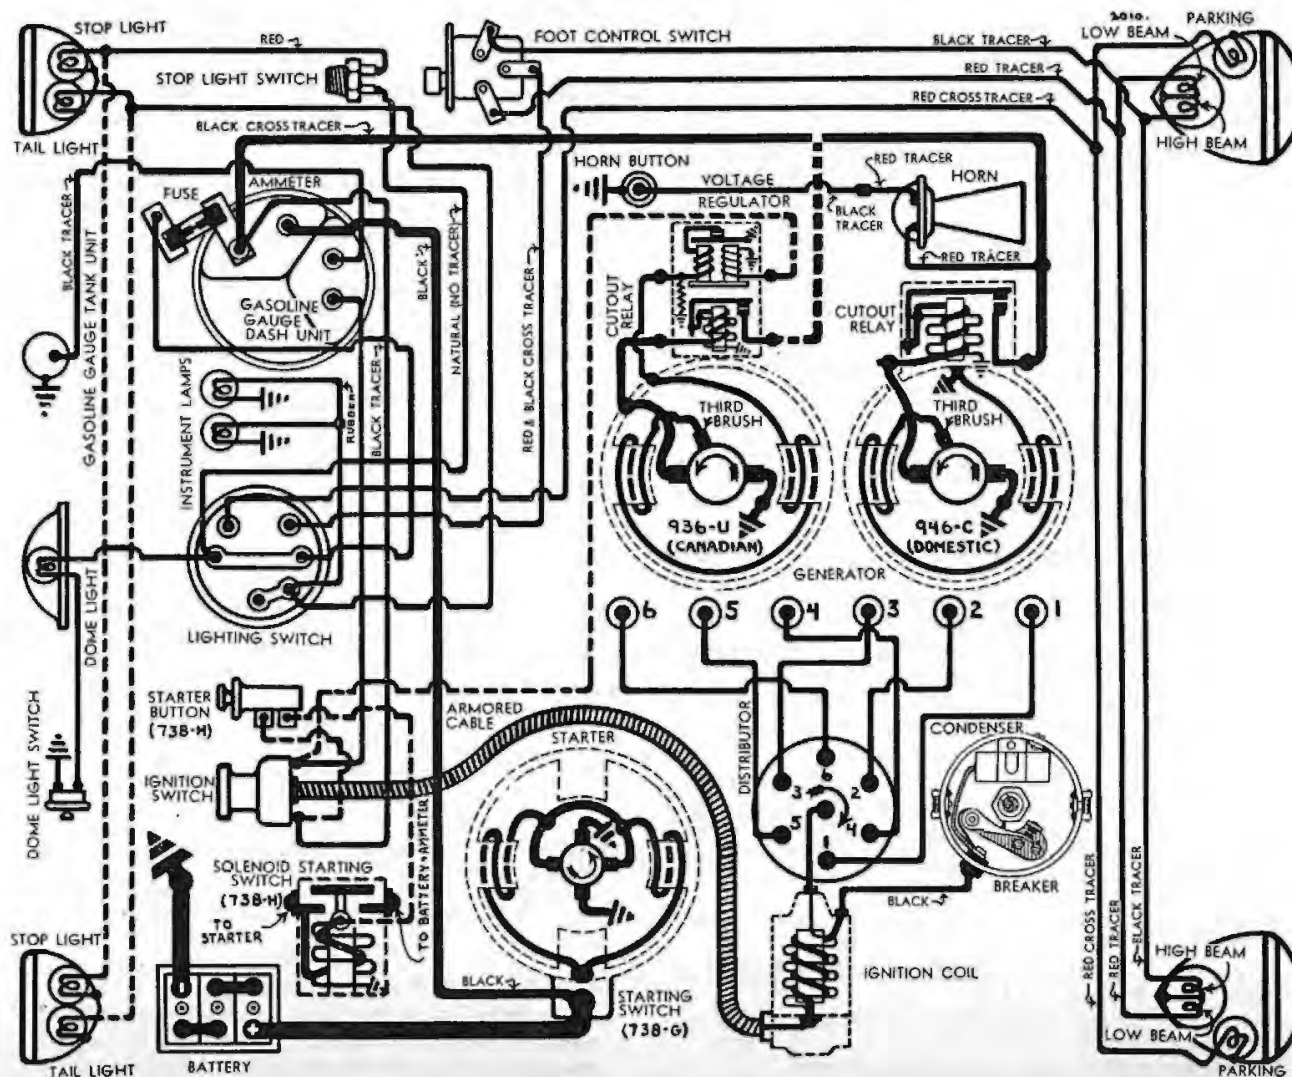 STOP LIGHT
RED
STOP LIGHT SWITCH
FOOT CONTROL SWITCH
BLACK TRACER
2010.
LOW BEAM
PARKING
RED TRACER
RED CROSS TRACER
TAIL LIGHT
BLACK CROSS TRACER
HIGH BEAM
FUSE
AMMETER
HORN BUTTON
VOLTAGE
REGULATOR
RED TRACER
HORN
BLACK
TRACER
RED TRACER
BLACK TRACER
GASOLINE GAUGE TANK UNIT
GASOLINE
GAUGE
DASH UNIT
BLACK
NATURAL (NO TRACER)
RED & BLACK CROSS TRACER
CUTOUT
RELAY
CUTOUT
RELAY
INSTRUMENT LAMPS
RUBBER
BLACK TRACER
THIRD
BRUSH
THIRD
BRUSH
936-U
(CANADIAN)
946-C
(DOMESTIC)
GENERATOR
DOME LIGHT
LIGHTING SWITCH
6
5
4
3
2
1
STARTER
BUTTON
(738-H)
ARMORED
CABLE
STARTER
DISTRIBUTOR
CONDENSER
DOME LIGHT SWITCH
IGNITION
SWITCH
6
3
2
5
4
1
BREAKER
BLACK
SOLENOID STARTING
SWITCH
(738-H)
TO
STARTER
TO BATTERY & AMMETER
STOP LIGHT
BLACK
STARTING
SWITCH
(738-G)
IGNITION COIL
RED CROSS TRACER
RED TRACER
BLACK TRACER
HIGH BEAM
LOW BEAM
PARKING
TAIL LIGHT
BATTERY